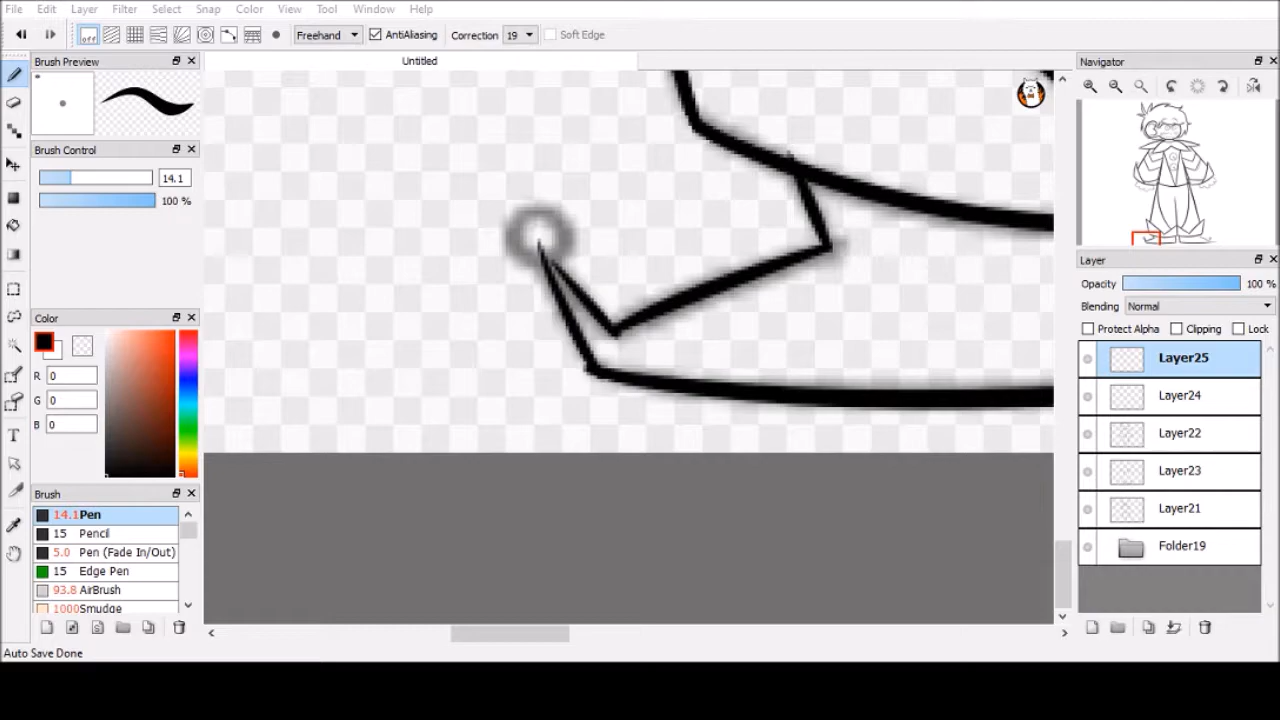 File Edit Layer Filter Select Snap Color View Tool Window Help
off Freehand AntiAliasing Correction 19 Soft Edge
Brush Preview
Untitled
Navigator
Brush Control
14.1
100 %
Layer
Opacity 100 %
Blending Normal
Protect Alpha Clipping Lock
Layer25
Layer24
Layer22
Layer23
Layer21
Folder19
Color
R 0
G 0
B 0
T
Brush
14.1 Pen
15 Pencil
5.0 Pen (Fade In/Out)
15 Edge Pen
93.8 AirBrush
1000 Smudge
Auto Save Done